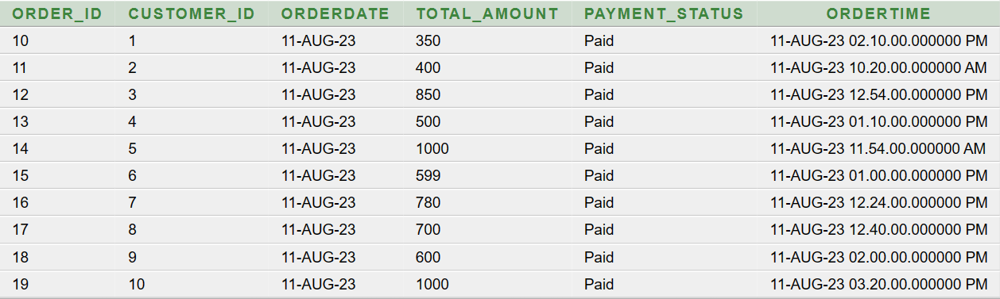 ORDER_ID CUSTOMER_ID ORDERDATE TOTAL_AMOUNT PAYMENT_STATUS ORDERTIME
10 1 11-AUG-23 350 Paid 11-AUG-23 02.10.00.000000 PM
11 2 11-AUG-23 400 Paid 11-AUG-23 10.20.00.000000 AM
12 3 11-AUG-23 850 Paid 11-AUG-23 12.54.00.000000 PM
13 4 11-AUG-23 500 Paid 11-AUG-23 01.10.00.000000 PM
14 5 11-AUG-23 1000 Paid 11-AUG-23 11.54.00.000000 AM
15 6 11-AUG-23 599 Paid 11-AUG-23 01.00.00.000000 PM
16 7 11-AUG-23 780 Paid 11-AUG-23 12.24.00.000000 PM
17 8 11-AUG-23 700 Paid 11-AUG-23 12.40.00.000000 PM
18 9 11-AUG-23 600 Paid 11-AUG-23 02.00.00.000000 PM
19 10 11-AUG-23 1000 Paid 11-AUG-23 03.20.00.000000 PM